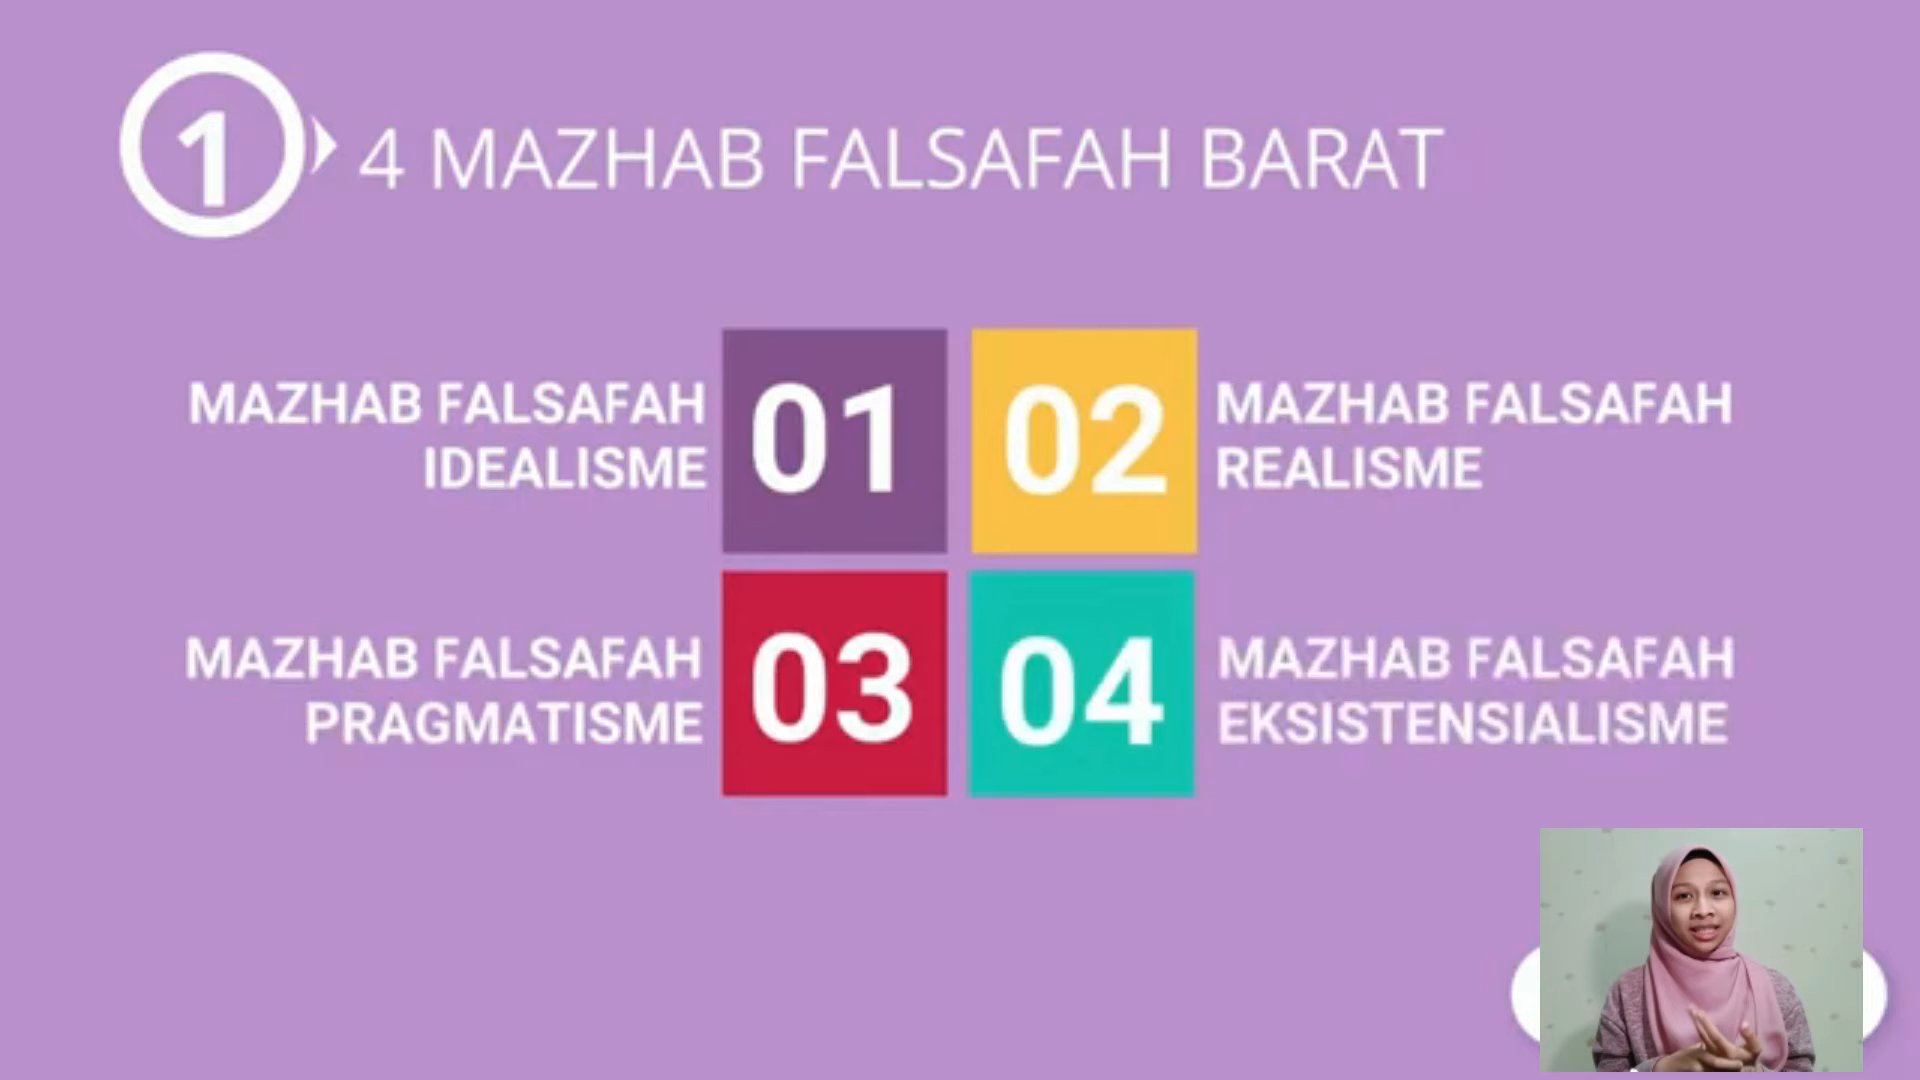 1
4 MAZHAB FALSAFAH BARAT
MAZHAB FALSAFAH
IDEALISME
01
02
MAZHAB FALSAFAH
REALISME
MAZHAB FALSAFAH
PRAGMATISME
03
04
MAZHAB FALSAFAH
EKSISTENSIALISME